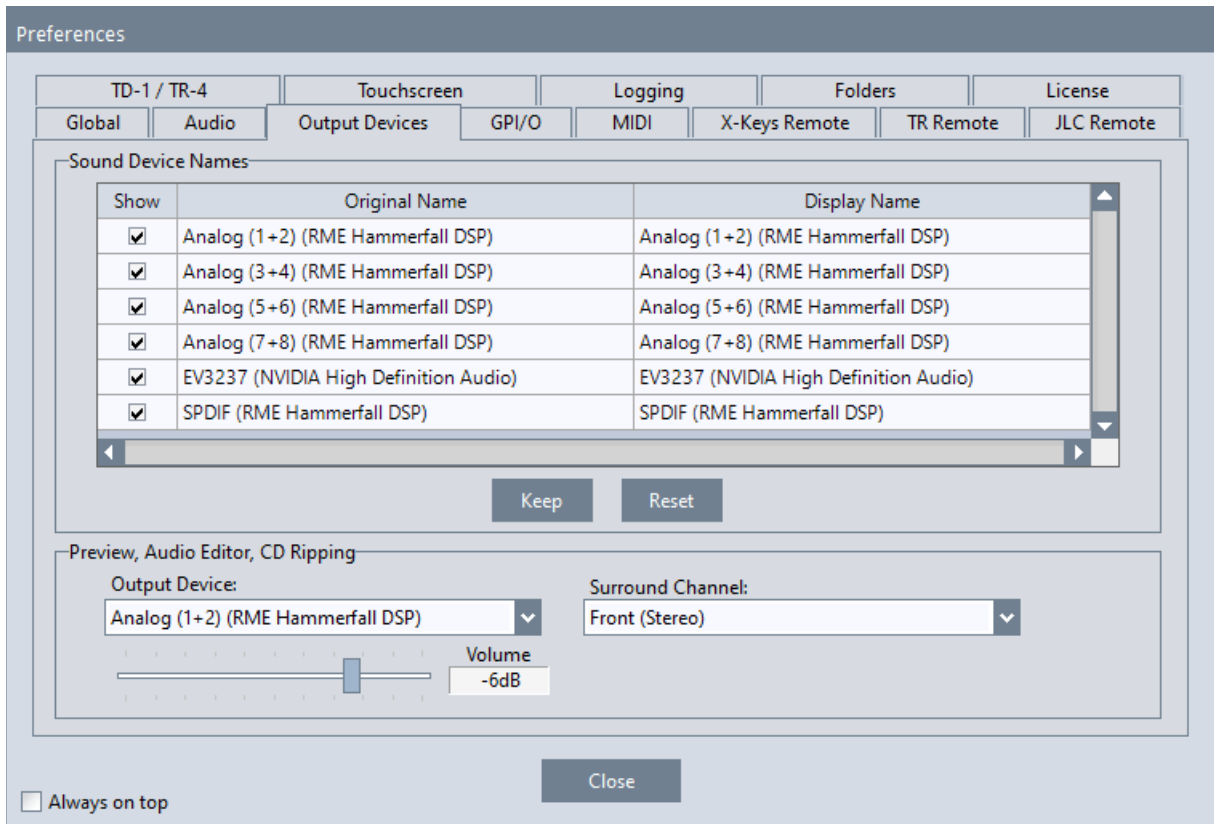 Preferences
TD-1 / TR-4 Touchscreen Logging Folders License
Global Audio Output Devices GPI/O MIDI X-Keys Remote TR Remote JLC Remote
Sound Device Names
Show Original Name Display Name
Analog (1+2) (RME Hammerfall DSP) Analog (1+2) (RME Hammerfall DSP)
Analog (3+4) (RME Hammerfall DSP) Analog (3+4) (RME Hammerfall DSP)
Analog (5+6) (RME Hammerfall DSP) Analog (5+6) (RME Hammerfall DSP)
Analog (7+8) (RME Hammerfall DSP) Analog (7+8) (RME Hammerfall DSP)
EV3237 (NVIDIA High Definition Audio) EV3237 (NVIDIA High Definition Audio)
SPDIF (RME Hammerfall DSP) SPDIF (RME Hammerfall DSP)
Keep Reset
Preview, Audio Editor, CD Ripping
Output Device: Surround Channel:
Analog (1+2) (RME Hammerfall DSP) Front (Stereo)
Volume
-6dB
Close
Always on top